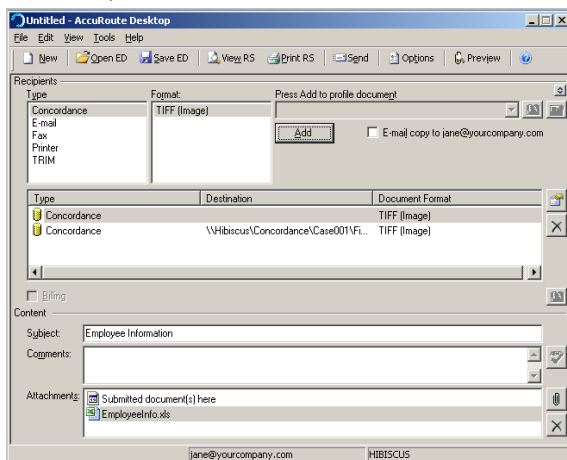 Untitled - AccuRoute Desktop
File Edit View Tools Help
New Open ED Save ED View RS Print RS Send Options Preview
Recipients
Type Format: Press Add to profile document
Concordance TIFF (Image)
E-mail
Fax Add E-mail copy to jane@yourcompany.com
Printer
TRIM
Type Destination Document Format
Concordance TIFF (Image)
Concordance \\Hibiscus\Concordance\Case001\Fi... TIFF (Image)
Billing
Content
Subject: Employee Information
Comments:
Attachments: Submitted document(s) here
EmployeeInfo.xls
jane@yourcompany.com HIBISCUS